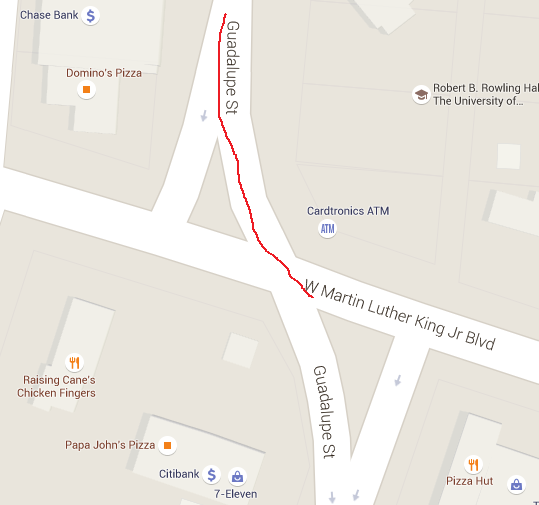 Chase Bank
$
Guadalupe St
Domino's Pizza
Robert B. Rowling Hal
The University of...
Cardtronics ATM
ATM
W Martin Luther King Jr Blvd
Raising Cane's
Chicken Fingers
Guadalupe St
Papa John's Pizza
Citibank
$
7-Eleven
Pizza Hut